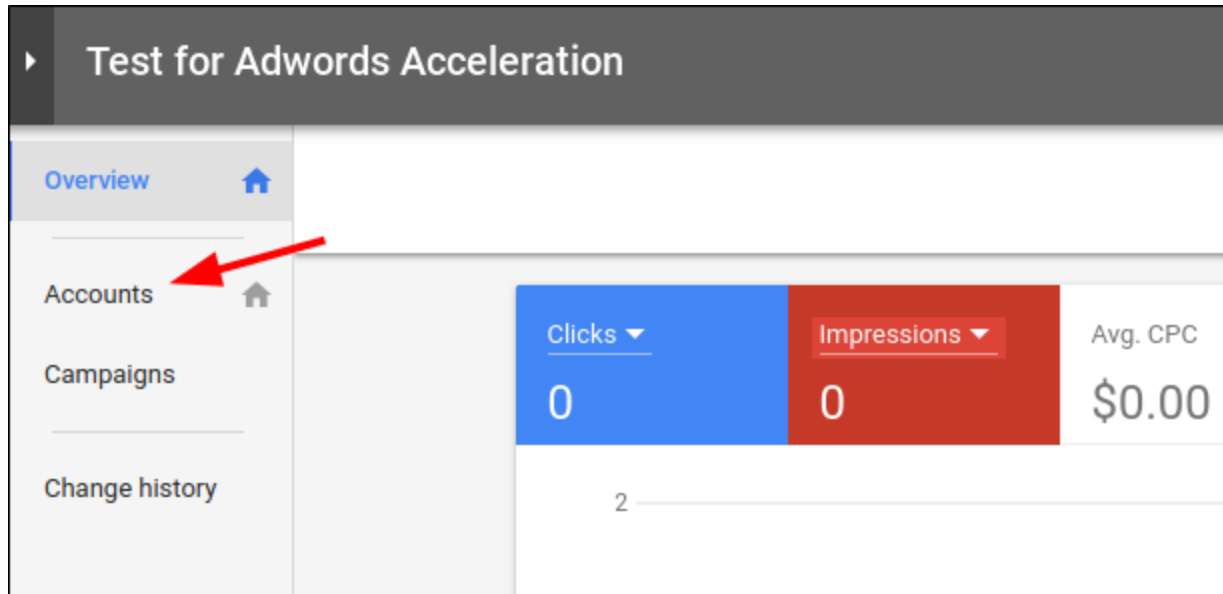 Test for Adwords Acceleration
Overview
Accounts
Campaigns
Change history
Clicks
0
Impressions
0
Avg. CPC
$0.00
2